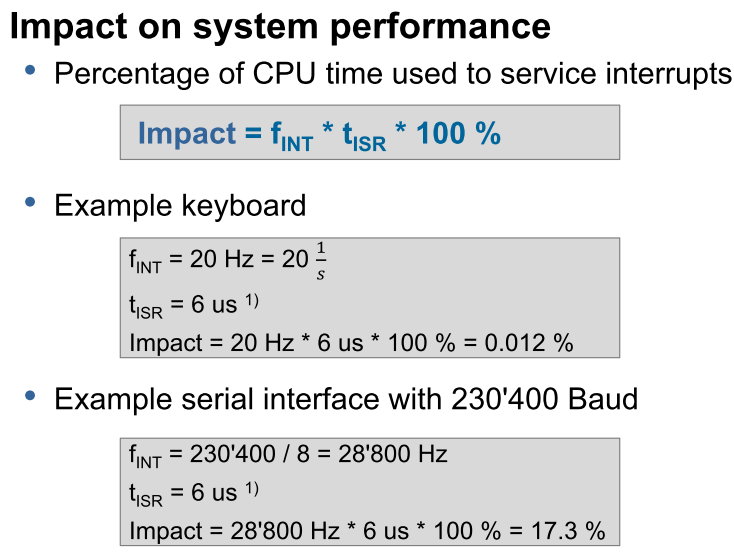 Impact on system performance
• Percentage of CPU time used to service interrupts
Impact = fINT * tISR * 100 %
• Example keyboard
fINT = 20 Hz = 20 1/s
tISR = 6 us 1)
Impact = 20 Hz * 6 us * 100 % = 0.012 %
• Example serial interface with 230'400 Baud
fINT = 230'400 / 8 = 28'800 Hz
tISR = 6 us 1)
Impact = 28'800 Hz * 6 us * 100 % = 17.3 %